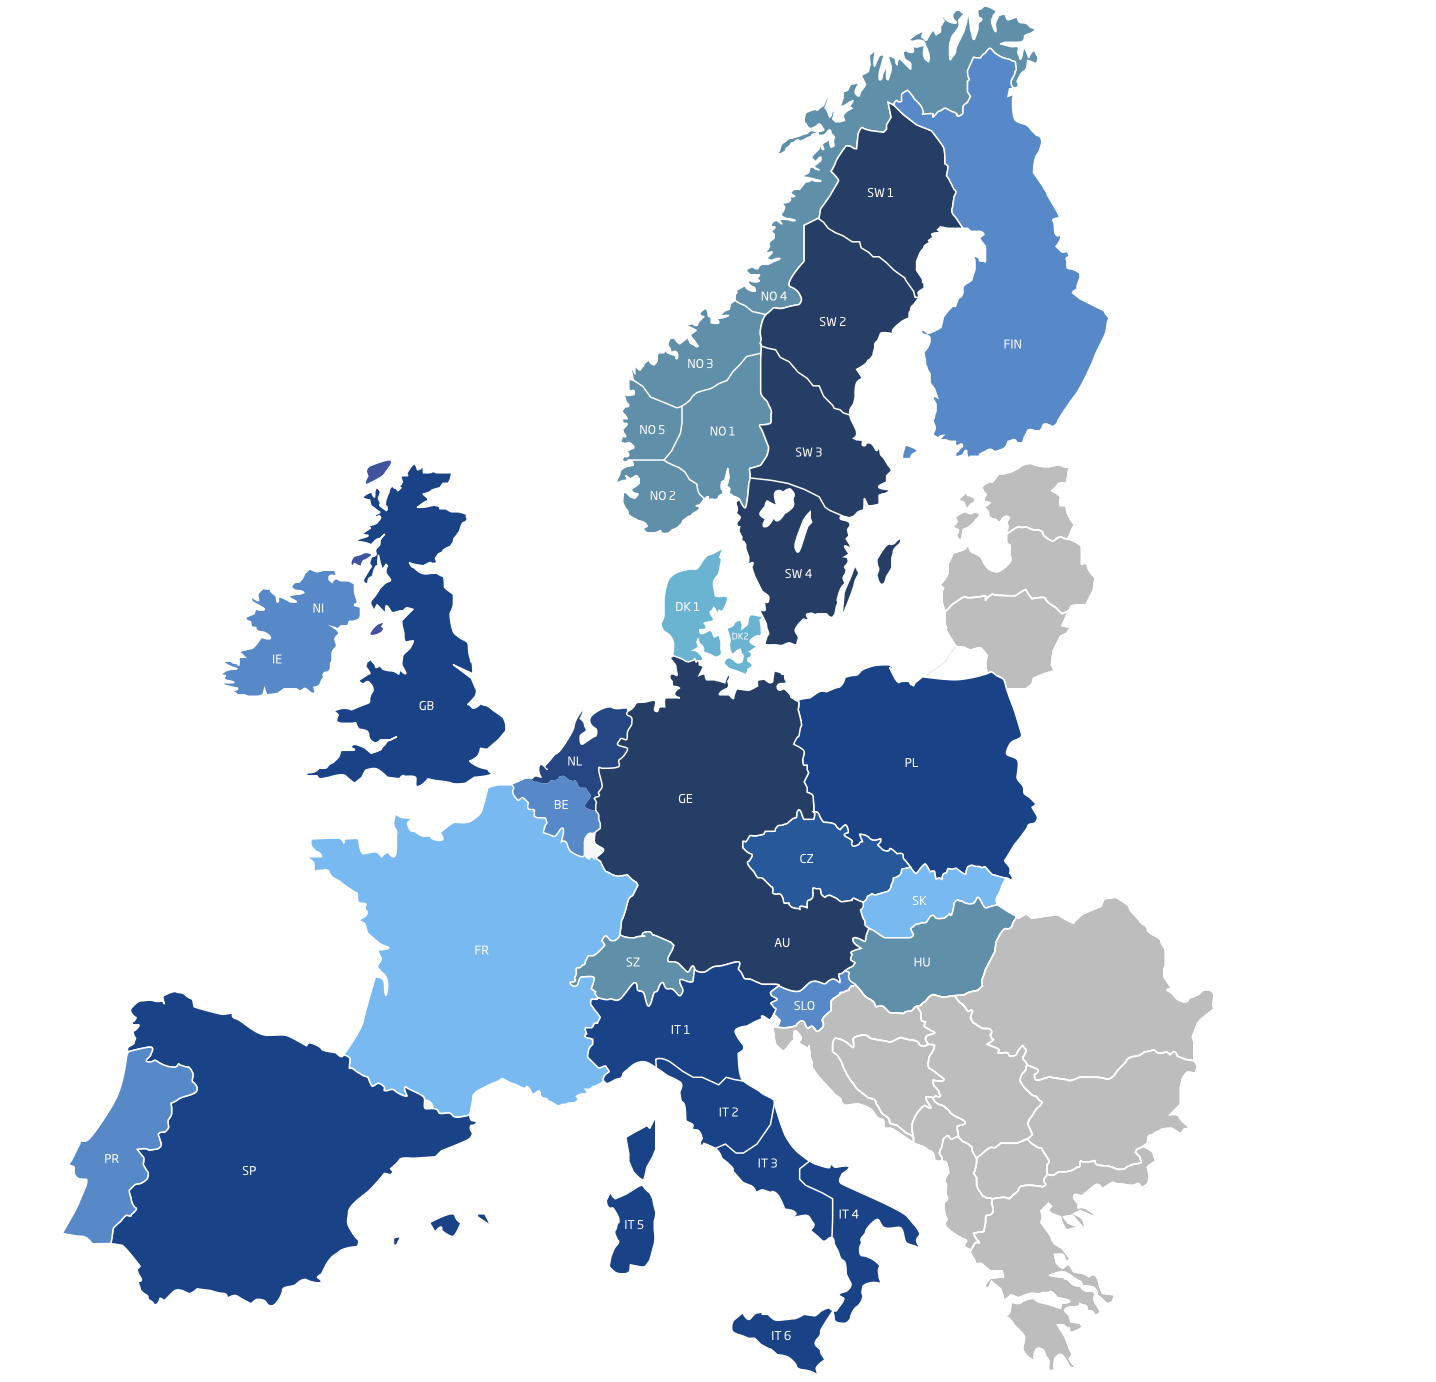 SW 1
NO 4
SW 2
FIN
NO 3
NO 5
NO 1
SW 3
NO 2
SW 4
NI
DK 1
DK2
IE
GB
NL
PL
GE
BE
CZ
SK
FR
AU
SZ
HU
SLO
IT 1
IT 2
PR
SP
IT 3
IT 4
IT 5
IT 6